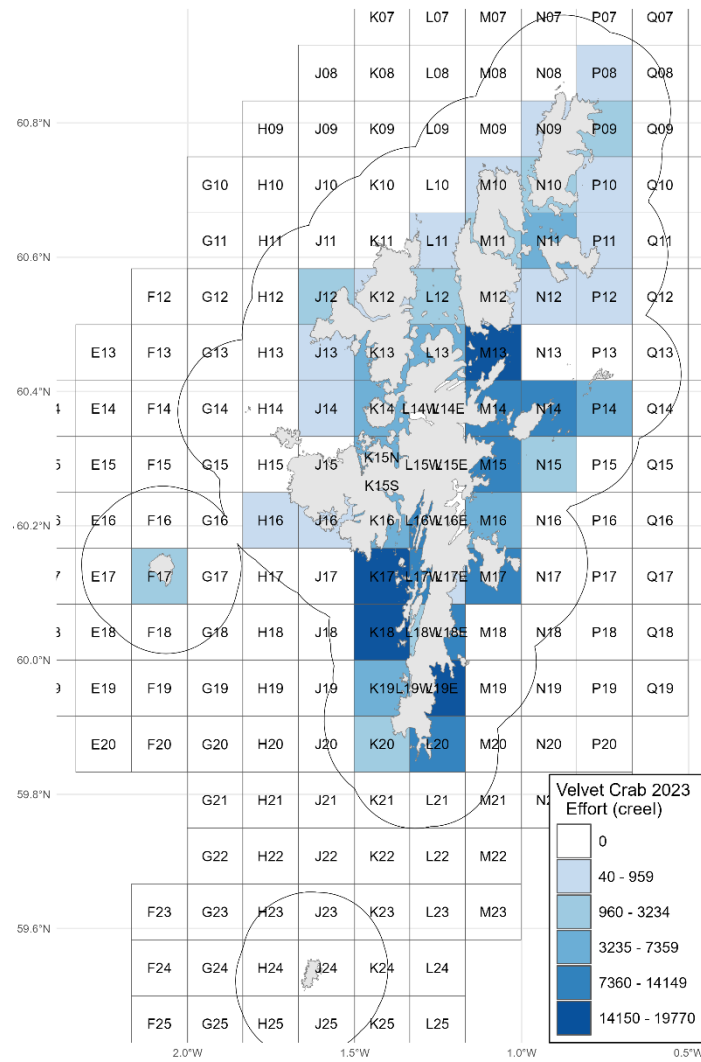 K07 L07 M07 N07 P07 Q07
J08 K08 L08 M08 N08 P08 Q08
60.8°N
H09 J09 K09 L09 M09 N09 P09 Q09
G10 H10 J10 K10 L10 M10 N10 P10 Q10
G11 H11 J11 K11 L11 M11 N11 P11 Q11
60.6°N
F12 G12 H12 J12 K12 L12 M12 N12 P12 Q12
E13 F13 G13 H13 J13 K13 L13 M13 N13 P13 Q13
60.4°N
4 E14 F14 G14 H14 J14 K14 L14W L14E M14 N14 P14 Q14
K15N
5 E15 F15 G15 H15 J15 L15W L15E M15 N15 P15 Q15
K15S
60.2°N
6 E16 F16 G16 H16 J16 K16 L16W L16E M16 N16 P16 Q16
7 E17 F17 G17 H17 J17 K17 L17W L17E M17 N17 P17 Q17
8 E18 F18 G18 H18 J18 K18 L18W L18E M18 N18 P18 Q18
60.0°N
9 E19 F19 G19 H19 J19 K19 L19W L19E M19 N19 P19 Q19
E20 F20 G20 H20 J20 K20 L20 M20 N20 P20
59.8°N
G21 H21 J21 K21 L21 M21
G22 H22 J22 K22 L22 M22
F23 G23 H23 J23 K23 L23 M23
59.6°N
F24 G24 H24 J24 K24 L24
F25 G25 H25 J25 K25 L25
2.0°W 1.5°W 1.0°W 0.5°W
Velvet Crab 2023
Effort (creel)
0
40 - 959
960 - 3234
3235 - 7359
7360 - 14149
14150 - 19770